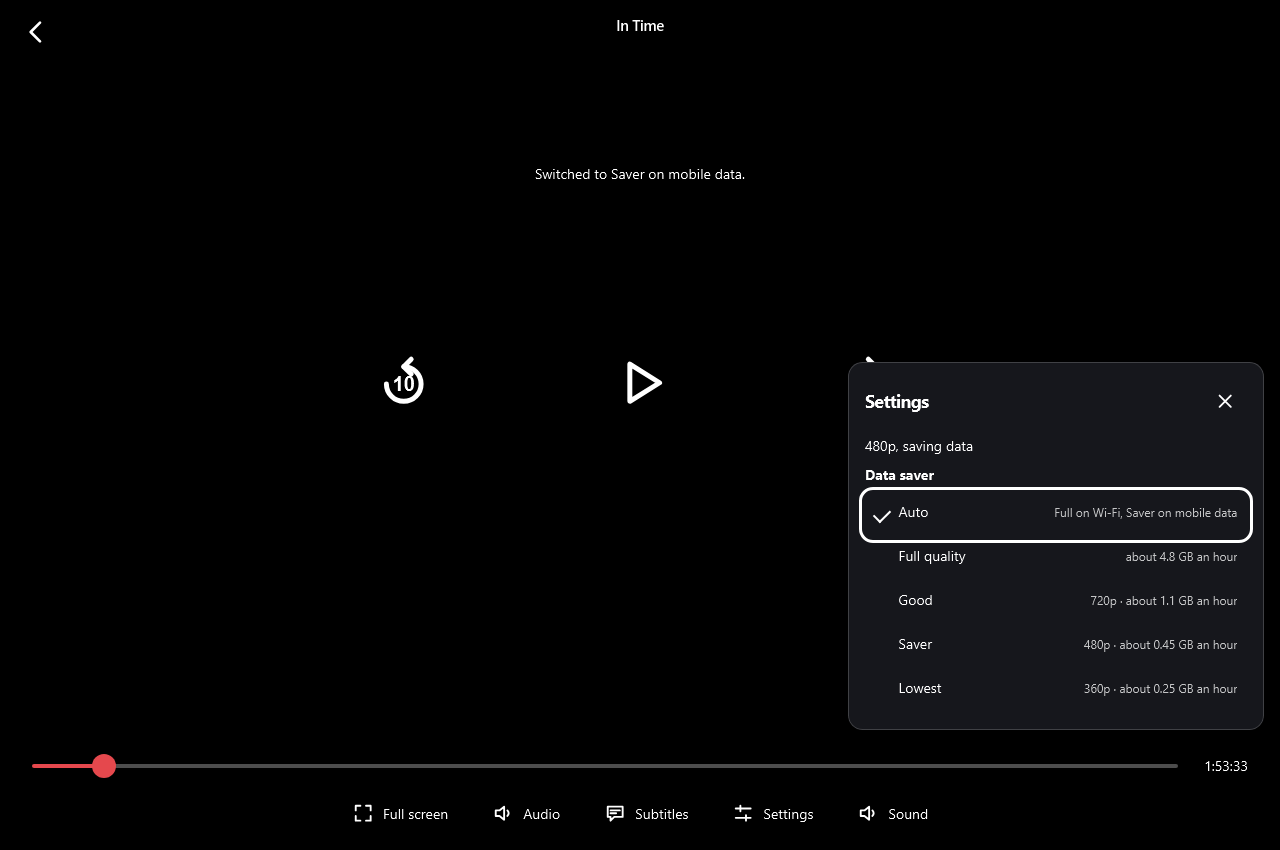 In Time
Switched to Saver on mobile data.
10
Settings
480p, saving data
Data saver
Auto Full on Wi-Fi, Saver on mobile data
Full quality about 4.8 GB an hour
Good 720p · about 1.1 GB an hour
Saver 480p · about 0.45 GB an hour
Lowest 360p · about 0.25 GB an hour
1:53:33
Full screen Audio Subtitles Settings Sound